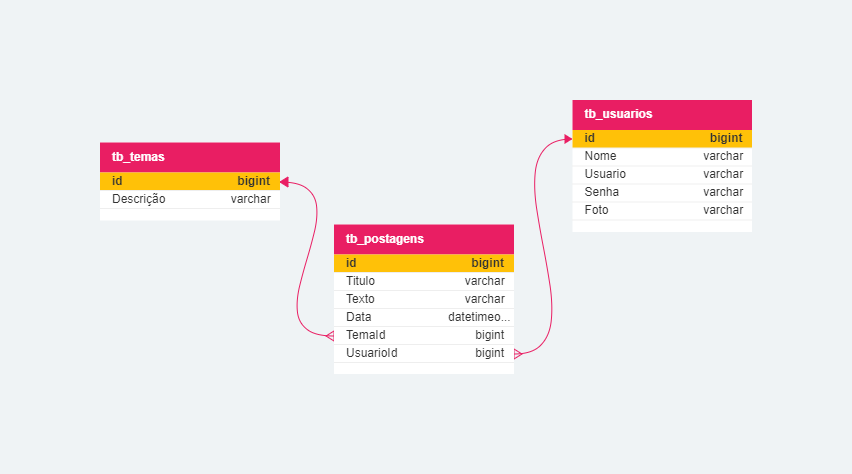 tb_temas
id bigint
Descrição varchar
tb_postagens
id bigint
Titulo varchar
Texto varchar
Data datetimeo...
TemaId bigint
UsuarioId bigint
tb_usuarios
id bigint
Nome varchar
Usuario varchar
Senha varchar
Foto varchar